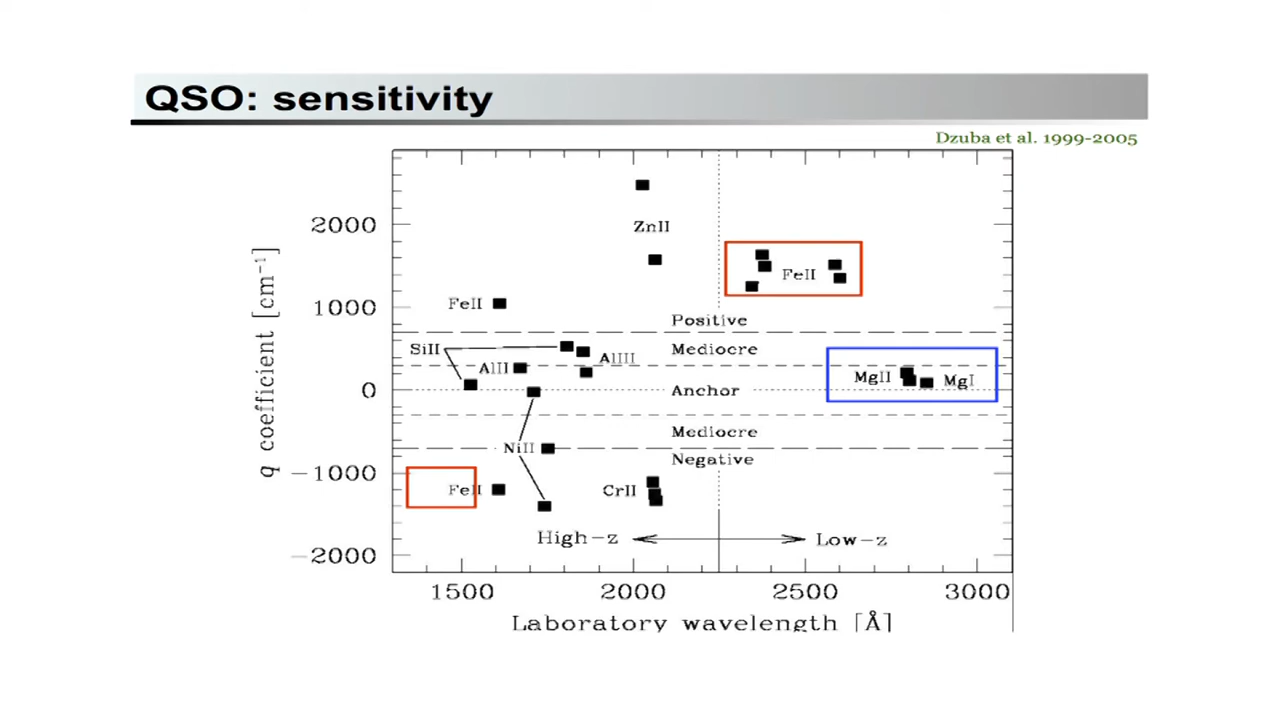 QSO: sensitivity
Dzuba et al. 1999-2005
q coefficient [cm⁻¹]
2000
1000
0
−1000
−2000
ZnII
FeII
FeII
Positive
SiII
Mediocre
AlIII
AlII
MgII
MgI
Anchor
Mediocre
NiII
Negative
FeII
CrII
High-z
Low-z
1500
2000
2500
3000
Laboratory wavelength [Å]